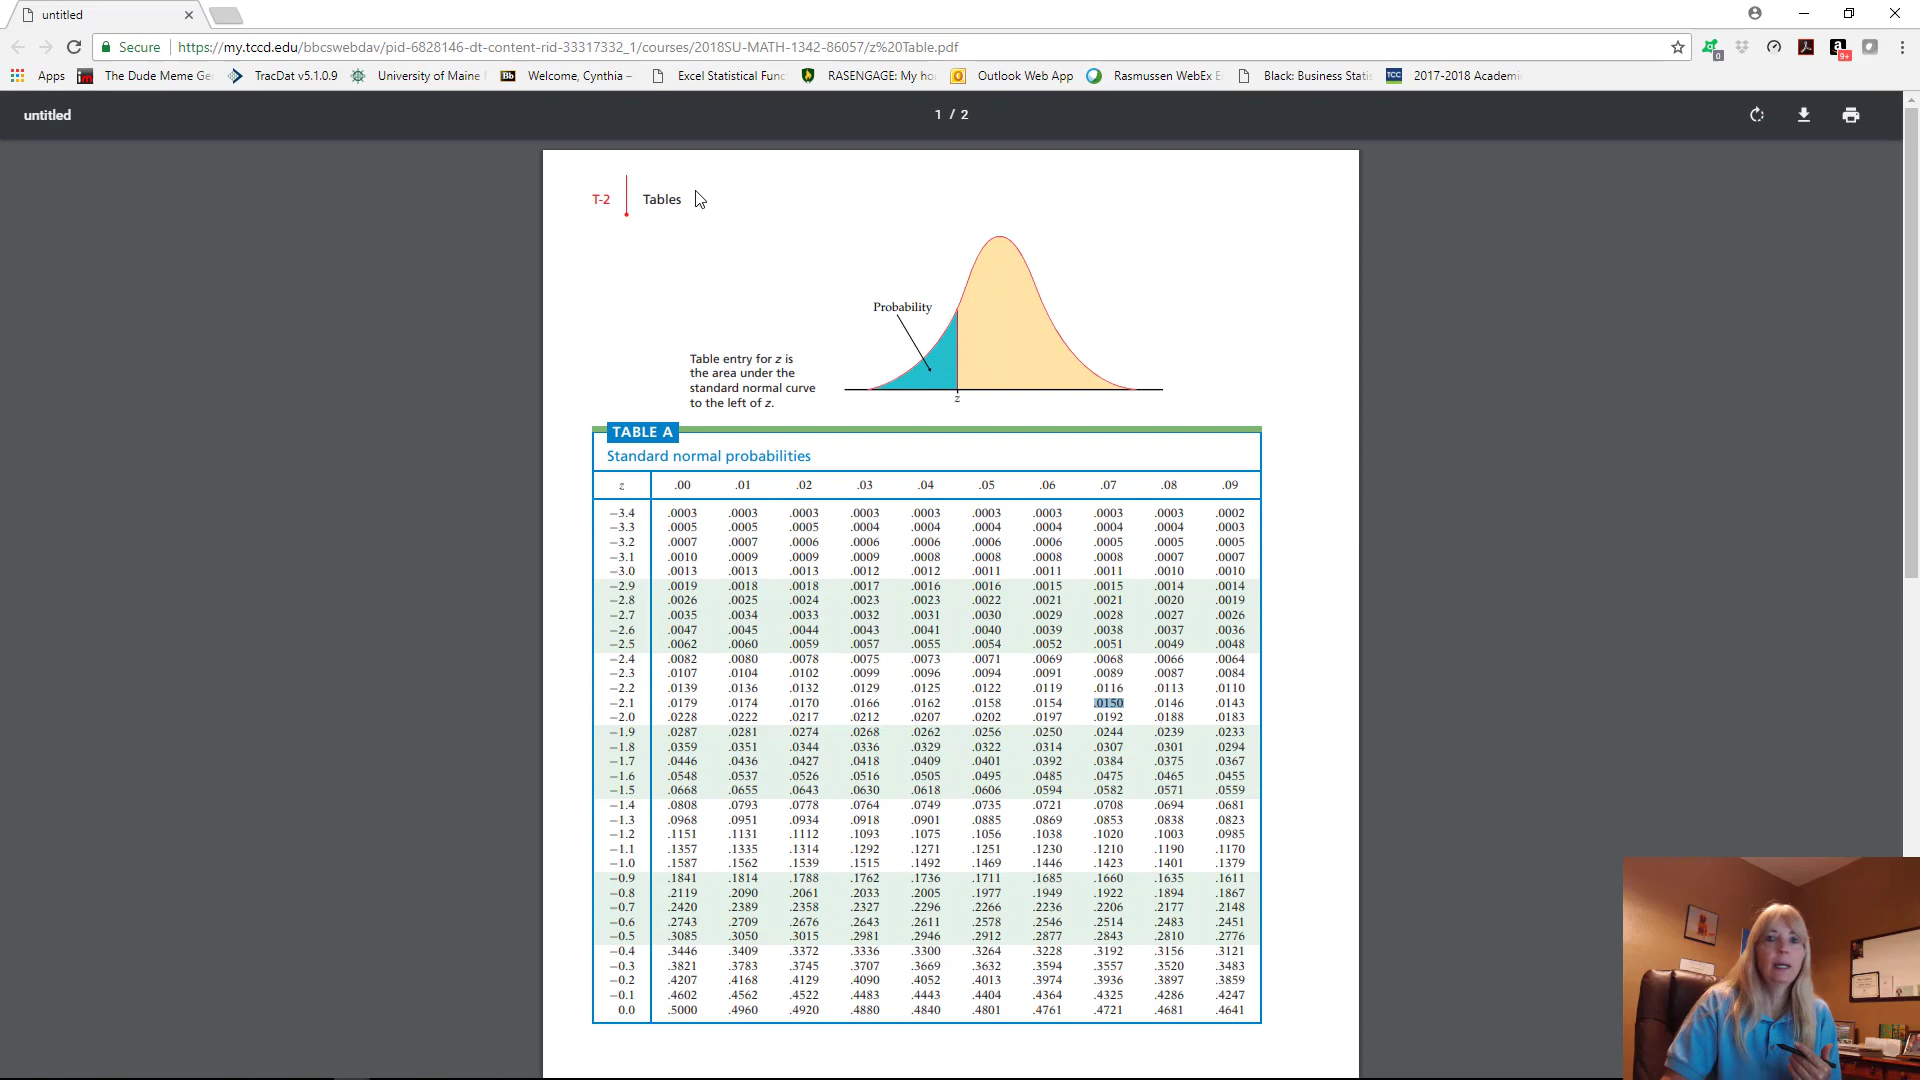 untitled
Secure https://my.tccd.edu/bbcswebdav/pid-6828146-dt-content-rid-33317332_1/courses/2018SU-MATH-1342-86057/z%20Table.pdf
0 9+
Apps The Dude Meme Ge TracDat v5.1.0.9 University of Maine Bb Welcome, Cynthia – Excel Statistical Func RASENGAGE: My ho Outlook Web App Rasmussen WebEx E Black: Business Statis TCC 2017-2018 Academic
untitled 1 / 2
T-2 Tables
Probability
Table entry for z is
the area under the
standard normal curve
to the left of z.
z
TABLE A
Standard normal probabilities
z .00 .01 .02 .03 .04 .05 .06 .07 .08 .09
−3.4 .0003 .0003 .0003 .0003 .0003 .0003 .0003 .0003 .0003 .0002
−3.3 .0005 .0005 .0005 .0004 .0004 .0004 .0004 .0004 .0004 .0003
−3.2 .0007 .0007 .0006 .0006 .0006 .0006 .0006 .0005 .0005 .0005
−3.1 .0010 .0009 .0009 .0009 .0008 .0008 .0008 .0008 .0007 .0007
−3.0 .0013 .0013 .0013 .0012 .0012 .0011 .0011 .0011 .0010 .0010
−2.9 .0019 .0018 .0018 .0017 .0016 .0016 .0015 .0015 .0014 .0014
−2.8 .0026 .0025 .0024 .0023 .0023 .0022 .0021 .0021 .0020 .0019
−2.7 .0035 .0034 .0033 .0032 .0031 .0030 .0029 .0028 .0027 .0026
−2.6 .0047 .0045 .0044 .0043 .0041 .0040 .0039 .0038 .0037 .0036
−2.5 .0062 .0060 .0059 .0057 .0055 .0054 .0052 .0051 .0049 .0048
−2.4 .0082 .0080 .0078 .0075 .0073 .0071 .0069 .0068 .0066 .0064
−2.3 .0107 .0104 .0102 .0099 .0096 .0094 .0091 .0089 .0087 .0084
−2.2 .0139 .0136 .0132 .0129 .0125 .0122 .0119 .0116 .0113 .0110
−2.1 .0179 .0174 .0170 .0166 .0162 .0158 .0154 .0150 .0146 .0143
−2.0 .0228 .0222 .0217 .0212 .0207 .0202 .0197 .0192 .0188 .0183
−1.9 .0287 .0281 .0274 .0268 .0262 .0256 .0250 .0244 .0239 .0233
−1.8 .0359 .0351 .0344 .0336 .0329 .0322 .0314 .0307 .0301 .0294
−1.7 .0446 .0436 .0427 .0418 .0409 .0401 .0392 .0384 .0375 .0367
−1.6 .0548 .0537 .0526 .0516 .0505 .0495 .0485 .0475 .0465 .0455
−1.5 .0668 .0655 .0643 .0630 .0618 .0606 .0594 .0582 .0571 .0559
−1.4 .0808 .0793 .0778 .0764 .0749 .0735 .0721 .0708 .0694 .0681
−1.3 .0968 .0951 .0934 .0918 .0901 .0885 .0869 .0853 .0838 .0823
−1.2 .1151 .1131 .1112 .1093 .1075 .1056 .1038 .1020 .1003 .0985
−1.1 .1357 .1335 .1314 .1292 .1271 .1251 .1230 .1210 .1190 .1170
−1.0 .1587 .1562 .1539 .1515 .1492 .1469 .1446 .1423 .1401 .1379
−0.9 .1841 .1814 .1788 .1762 .1736 .1711 .1685 .1660 .1635 .1611
−0.8 .2119 .2090 .2061 .2033 .2005 .1977 .1949 .1922 .1894 .1867
−0.7 .2420 .2389 .2358 .2327 .2296 .2266 .2236 .2206 .2177 .2148
−0.6 .2743 .2709 .2676 .2643 .2611 .2578 .2546 .2514 .2483 .2451
−0.5 .3085 .3050 .3015 .2981 .2946 .2912 .2877 .2843 .2810 .2776
−0.4 .3446 .3409 .3372 .3336 .3300 .3264 .3228 .3192 .3156 .3121
−0.3 .3821 .3783 .3745 .3707 .3669 .3632 .3594 .3557 .3520 .3483
−0.2 .4207 .4168 .4129 .4090 .4052 .4013 .3974 .3936 .3897 .3859
−0.1 .4602 .4562 .4522 .4483 .4443 .4404 .4364 .4325 .4286 .4247
0.0 .5000 .4960 .4920 .4880 .4840 .4801 .4761 .4721 .4681 .4641